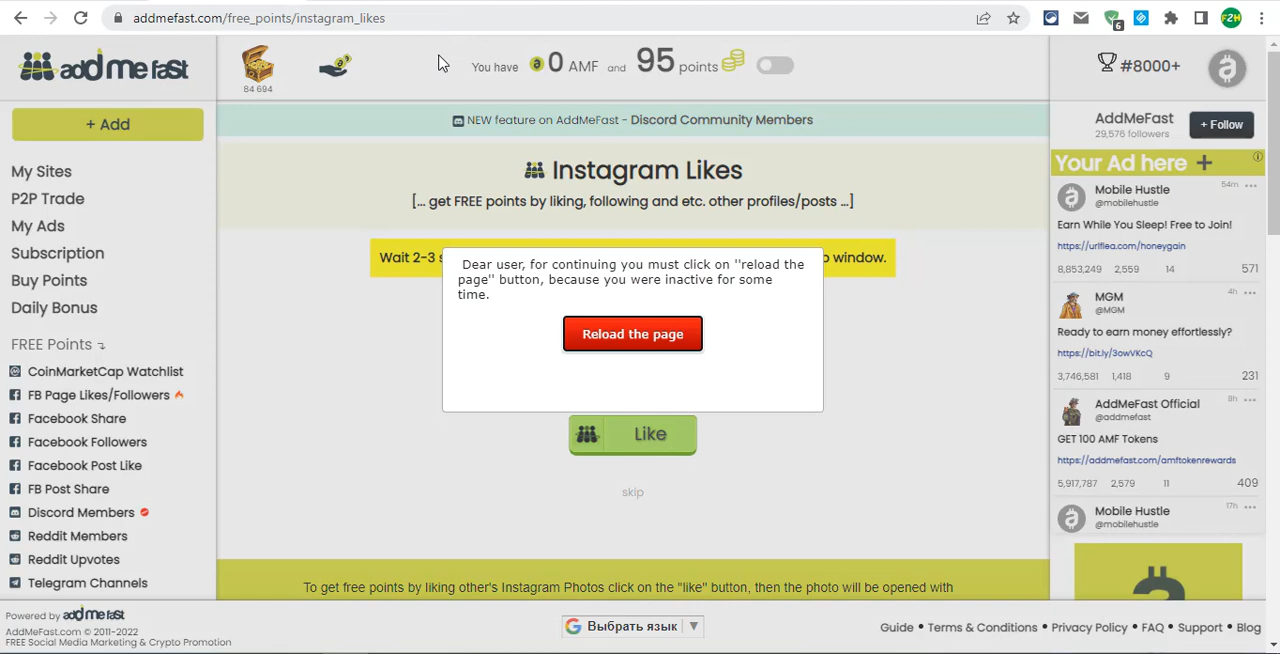 addmefast.com/free_points/instagram_likes
6
F2H
add me fast
84 694
You have 0 AMF and 95 points
#8000+
+ Add
NEW feature on AddMeFast - Discord Community Members
AddMeFast
29,576 followers
+ Follow
My Sites
P2P Trade
My Ads
Subscription
Buy Points
Daily Bonus
FREE Points
CoinMarketCap Watchlist
FB Page Likes/Followers
Facebook Share
Facebook Followers
Facebook Post Like
FB Post Share
Discord Members
Reddit Members
Reddit Upvotes
Telegram Channels
Instagram Likes
[... get FREE points by liking, following and etc. other profiles/posts ...]
Wait 2-3 s
window.
Dear user, for continuing you must click on "reload the
page" button, because you were inactive for some
time.
Reload the page
Like
skip
To get free points by liking other's Instagram Photos click on the "like" button, then the photo will be opened with
Your Ad here +
Mobile Hustle
54m
@mobilehustle
Earn While You Sleep! Free to Join!
https://urlflea.com/honeygain
8,853,249 2,559 14 571
MGM
4h
@MGM
Ready to earn money effortlessly?
https://bit.ly/3owVKcQ
3,746,581 1,418 9 231
AddMeFast Official
8h
@addmefast
GET 100 AMF Tokens
https://addmefast.com/amftokenrewards
5,917,787 2,579 11 409
Mobile Hustle
17h
@mobilehustle
Powered by add me fast
AddMeFast.com © 2011-2022
FREE Social Media Marketing & Crypto Promotion
Выбрать язык ▼
Guide • Terms & Conditions • Privacy Policy • FAQ • Support • Blog